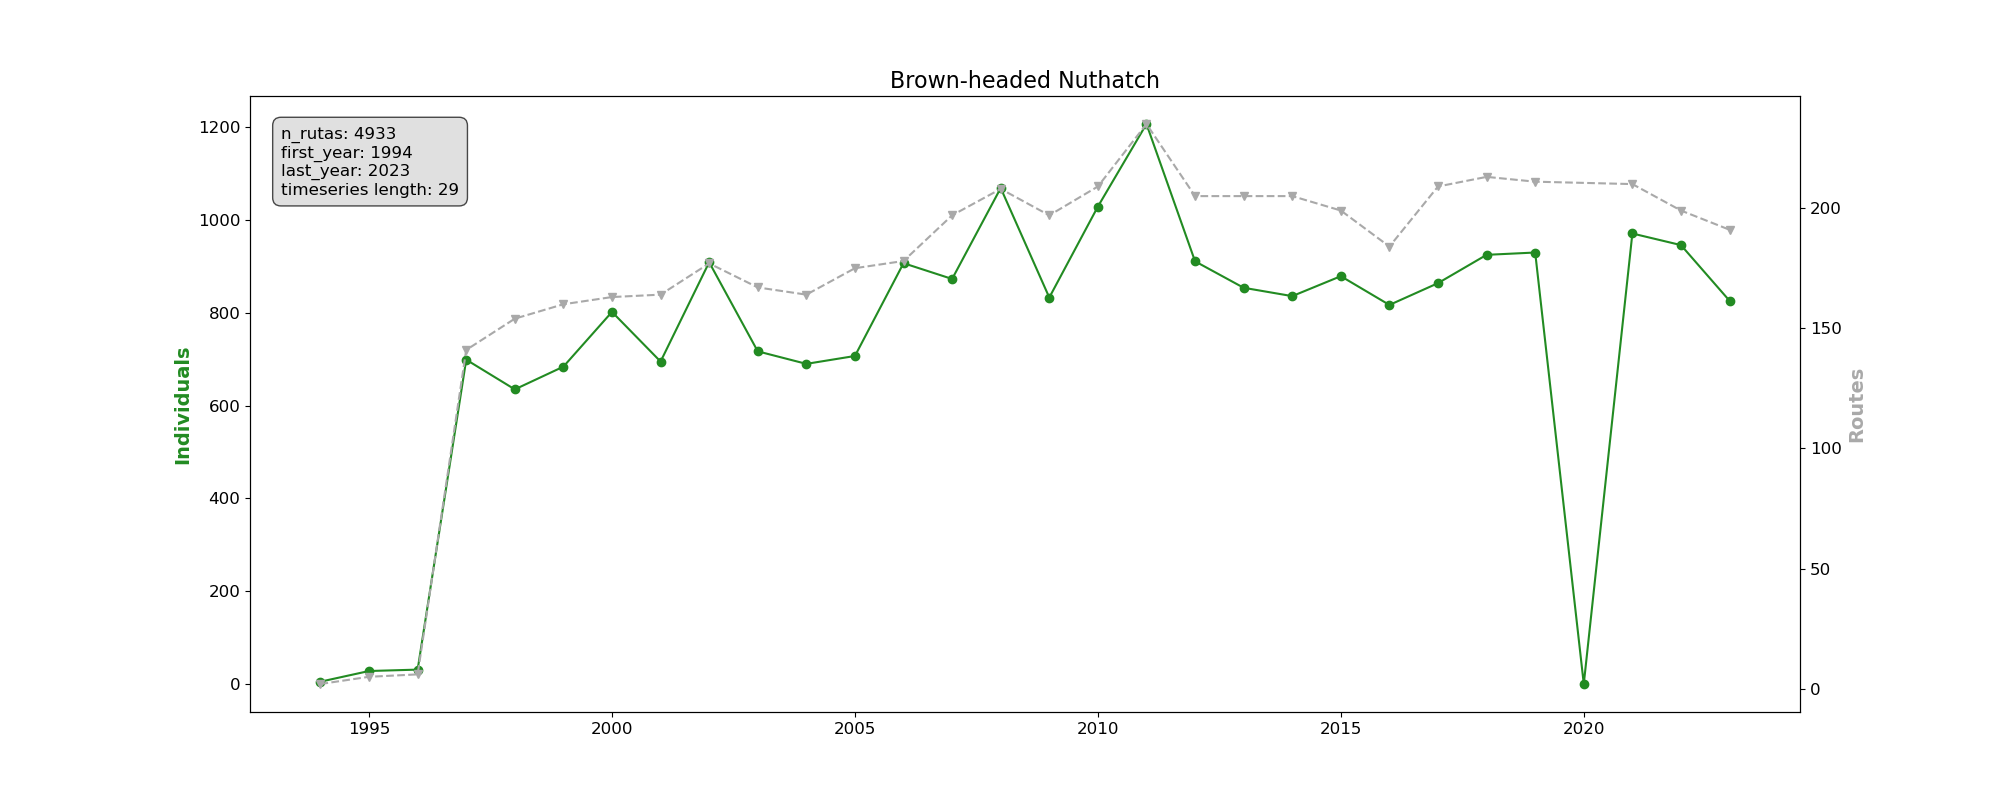 Brown-headed Nuthatch
n_rutas: 4933
first_year: 1994
last_year: 2023
timeseries length: 29
1200
1000
800
600
400
200
0
Individuals
200
150
100
50
0
Routes
1995
2000
2005
2010
2015
2020